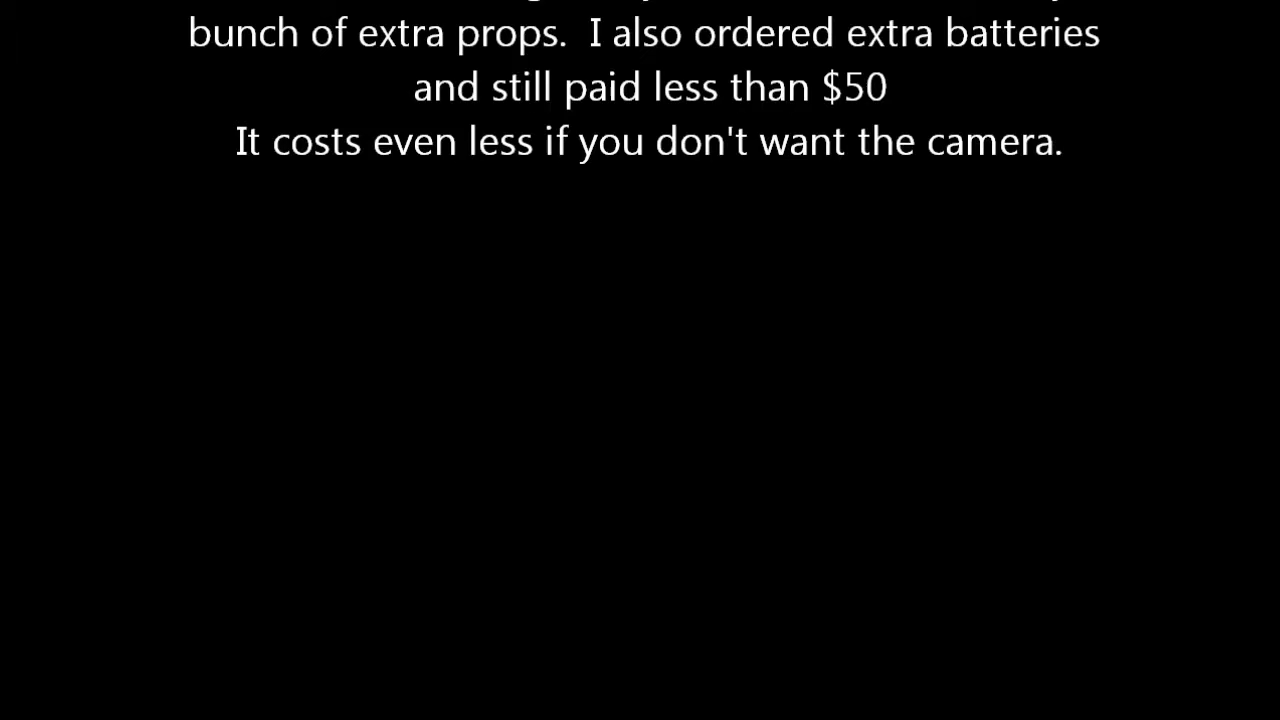 bunch of extra props.  I also ordered extra batteries
and still paid less than $50
It costs even less if you don't want the camera.